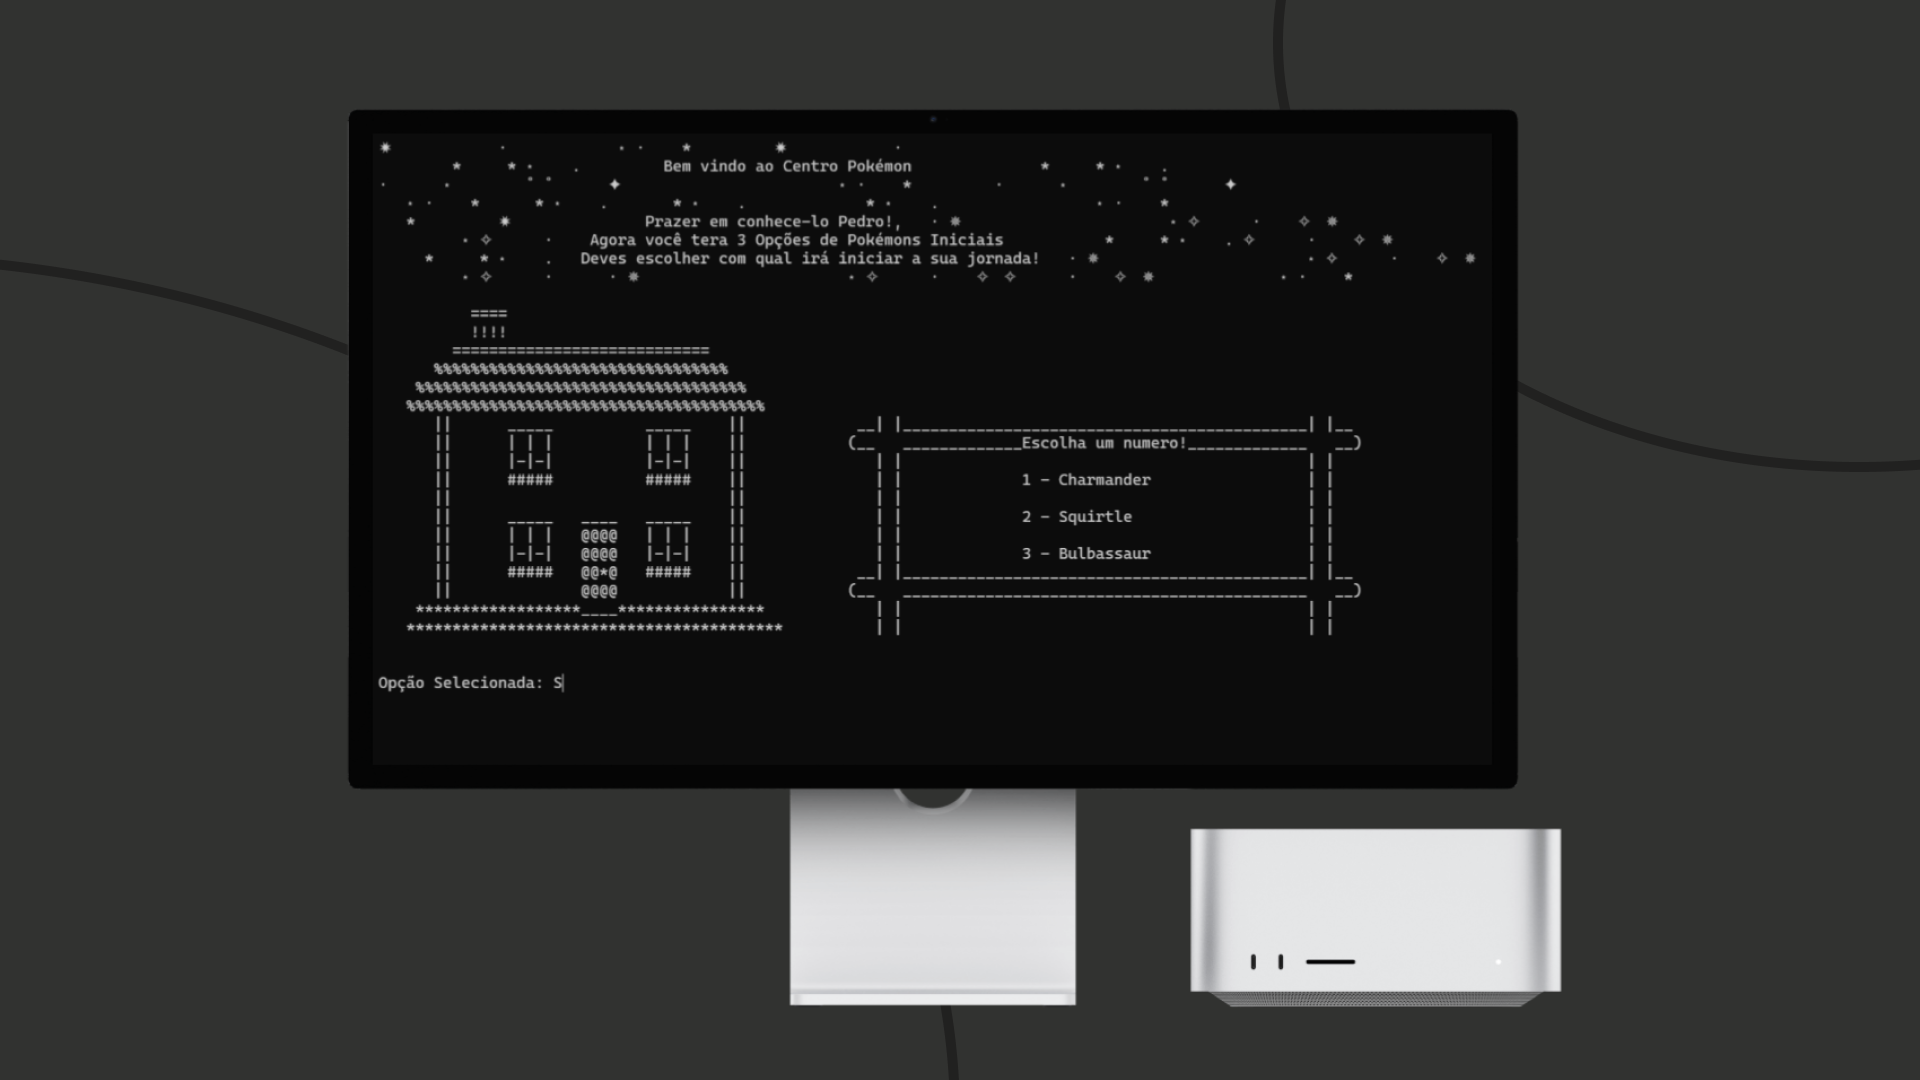 Bem vindo ao Centro Pokémon
Prazer em conhece-lo Pedro!,
Agora você tera 3 Opções de Pokémons Iniciais
Deves escolher com qual irá iniciar a sua jornada!
Escolha um numero!
1 - Charmander
2 - Squirtle
3 - Bulbassaur
Opção Selecionada: S